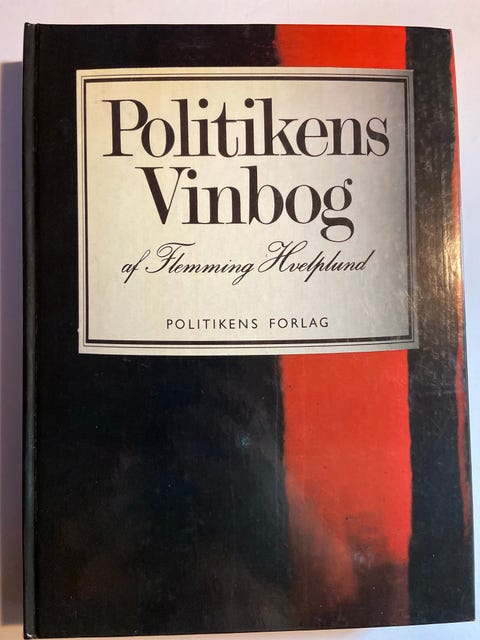 Politikens
Vinbog
af Flemming Hvelplund
POLITIKENS FORLAG